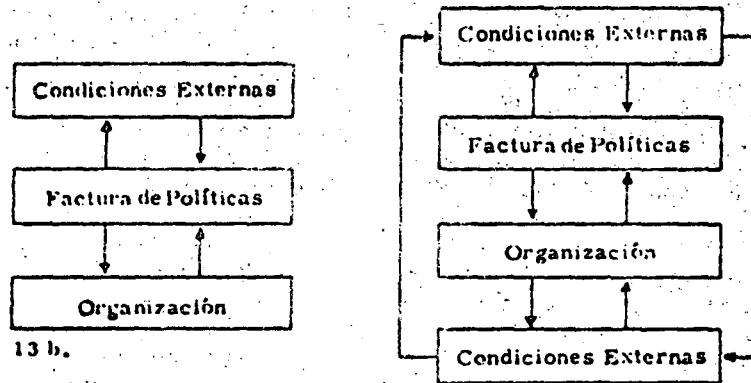 Condiciones Externas
Factura de Políticas
Organización
13 b.
Condiciones Externas
Factura de Políticas
Organización
Condiciones Externas